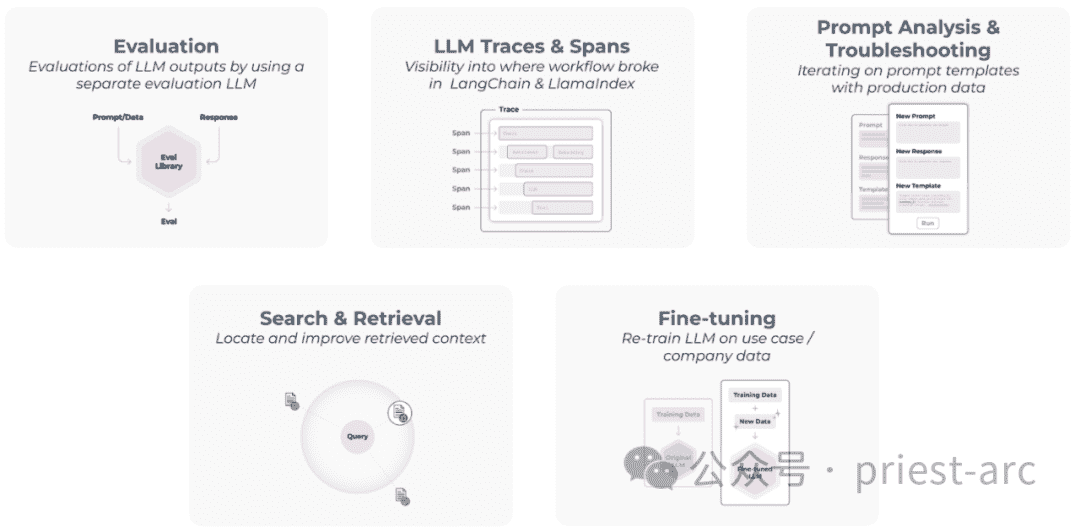 Evaluation
Evaluations of LLM outputs by using a
separate evaluation LLM
Prompt/Data
Response
Eval
Library
Eval
LLM Traces & Spans
Visibility into where workflow broke
in LangChain & LlamaIndex
Trace
Span
Span
Span
Span
Span
Prompt Analysis &
Troubleshooting
Iterating on prompt templates
with production data
Prompt
Response
Template
New Prompt
New Response
New Template
Run
Search & Retrieval
Locate and improve retrieved context
Query
Fine-tuning
Re-train LLM on use case /
company data
Training Data
Original
LLM
Training Data
+
New Data
Fine-tuned
LLM
公众号 · priest-arc